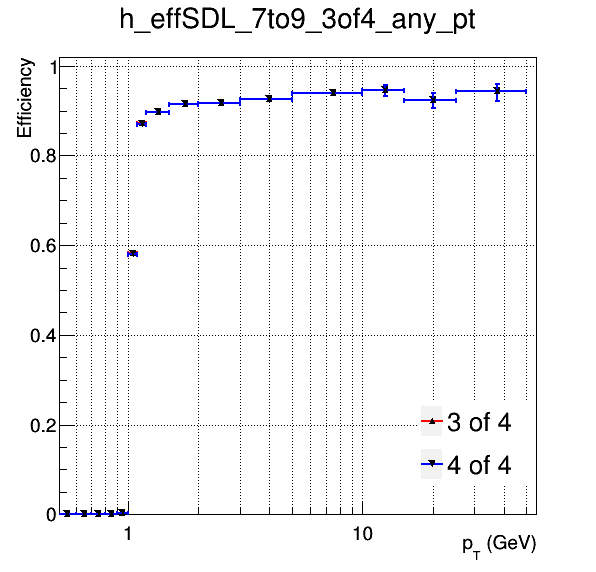 h_effSDL_7to9_3of4_any_pt
Efficiency
1
0.8
0.6
0.4
0.2
0
3 of 4
4 of 4
1
10
p_T (GeV)